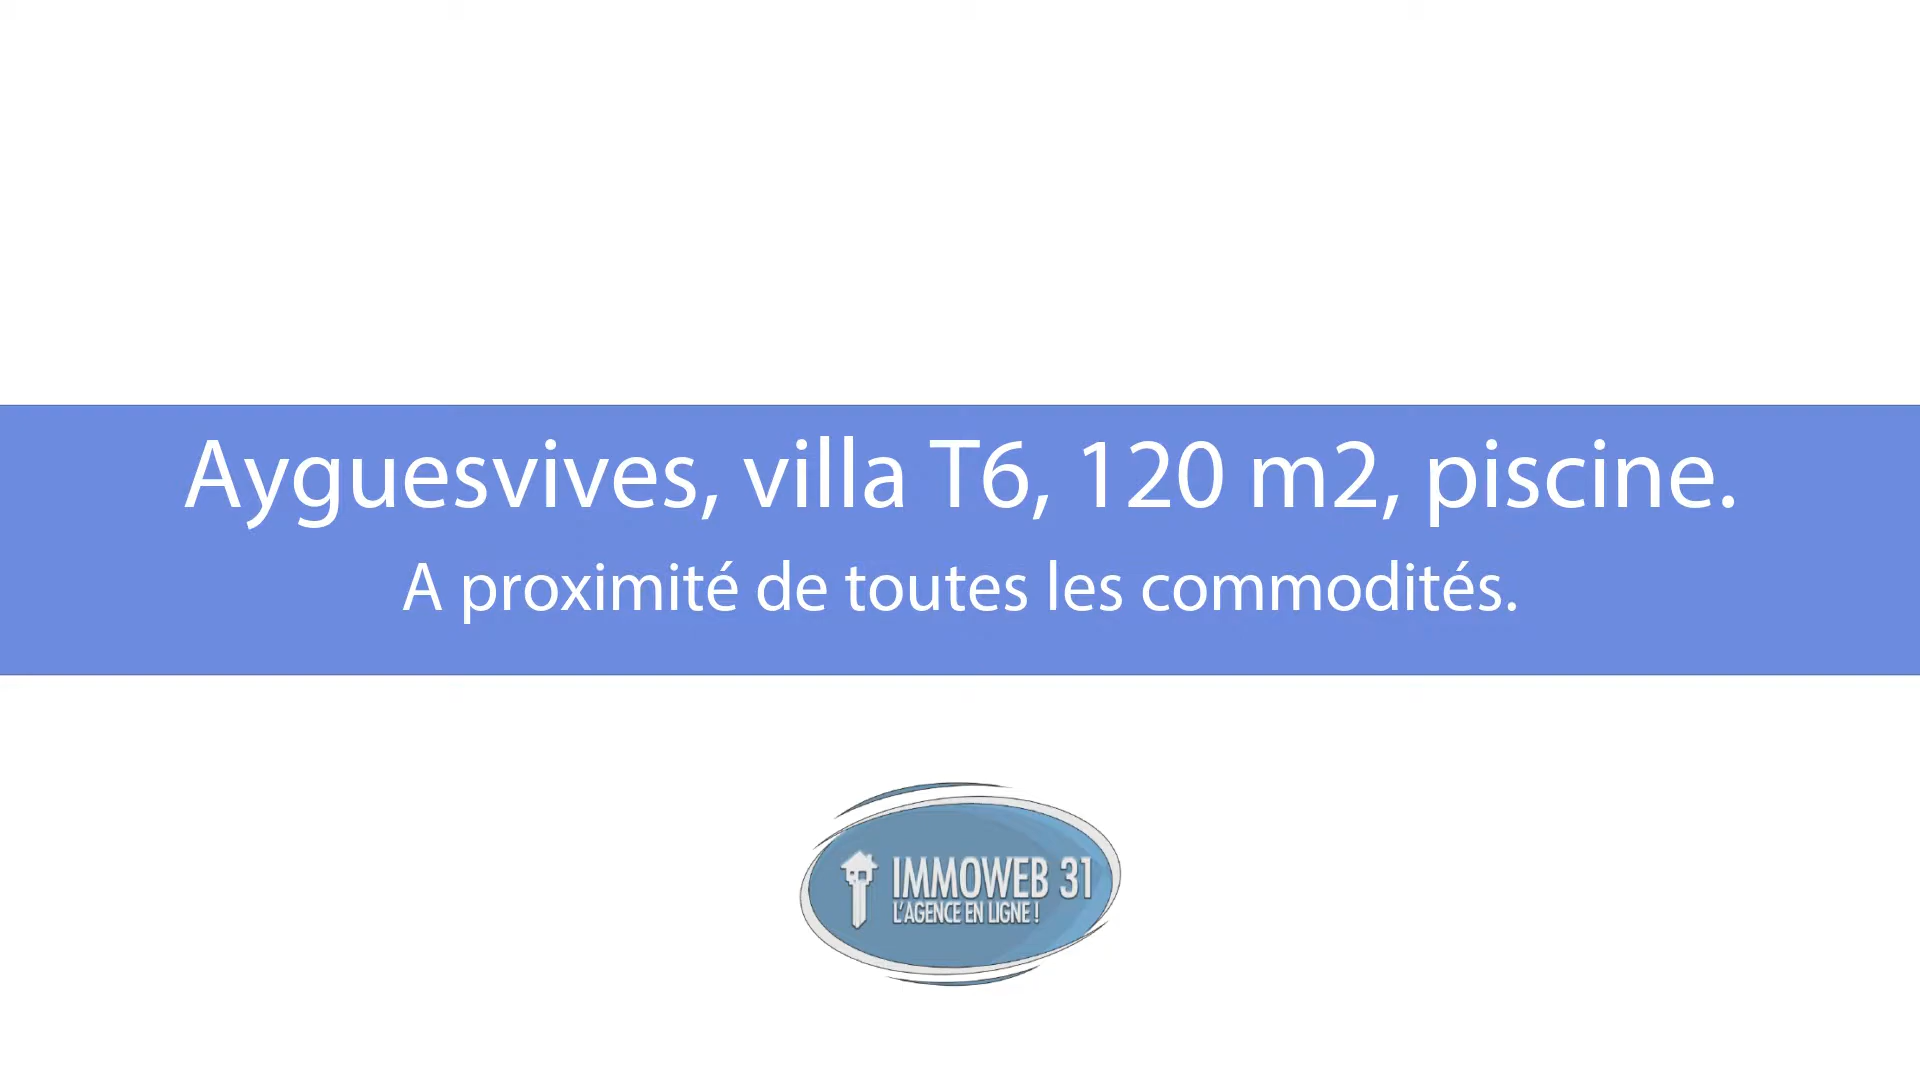 Ayguesvives, villa T6, 120 m2, piscine.
A proximité de toutes les commodités.
IMMOWEB 31
L'AGENCE EN LIGNE !